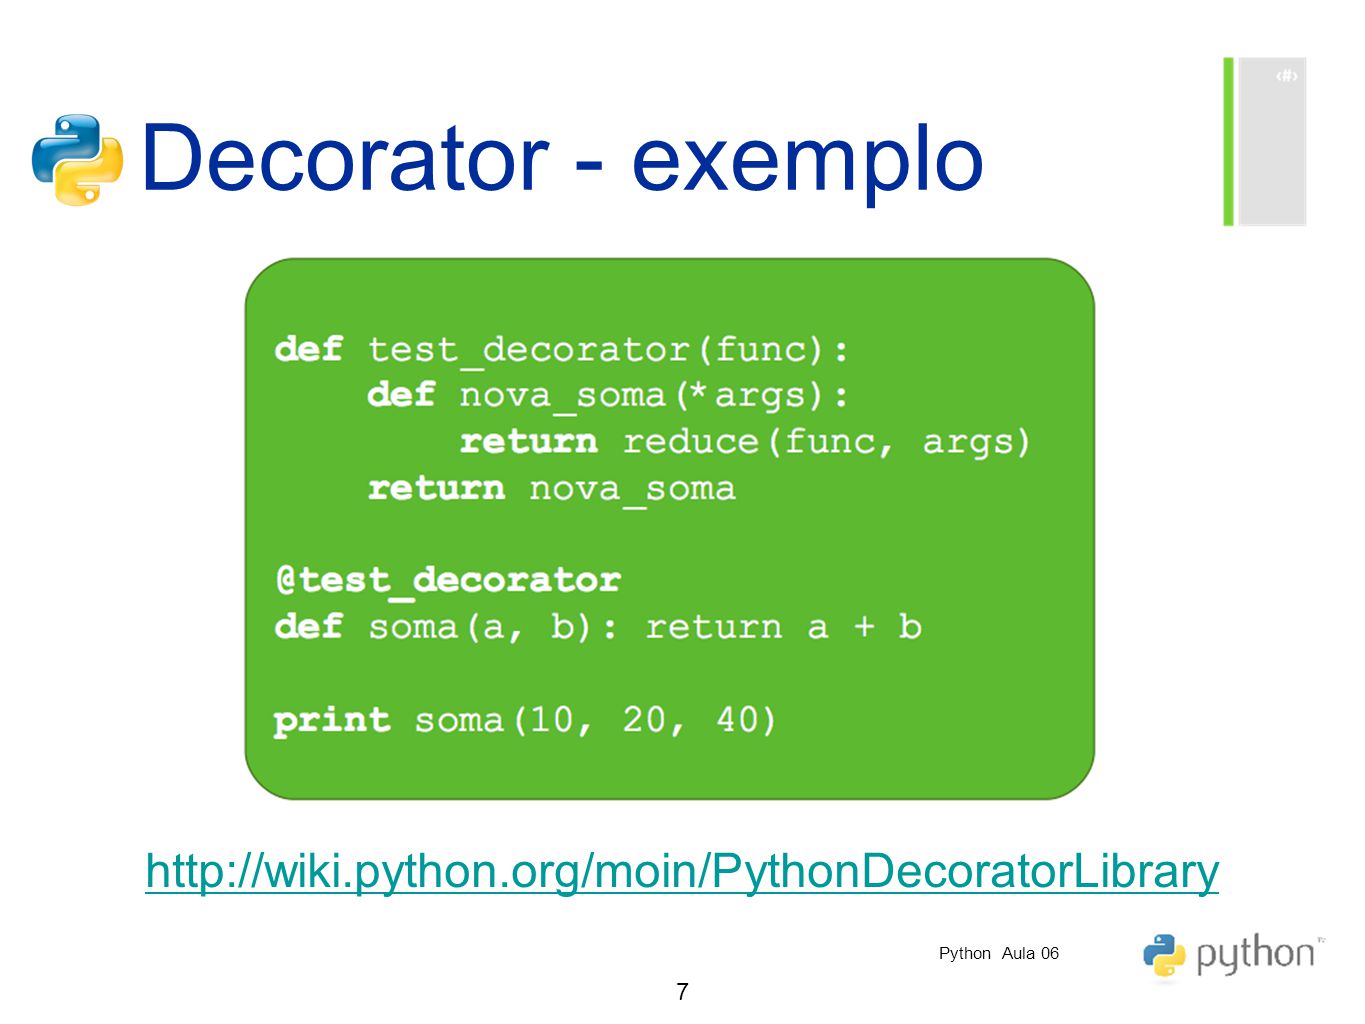 ‹#›
Decorator - exemplo
def test_decorator(func):
    def nova_soma(*args):
        return reduce(func, args)
    return nova_soma
@test_decorator
def soma(a, b): return a + b
print soma(10, 20, 40)
http://wiki.python.org/moin/PythonDecoratorLibrary
Python Aula 06
python™
7